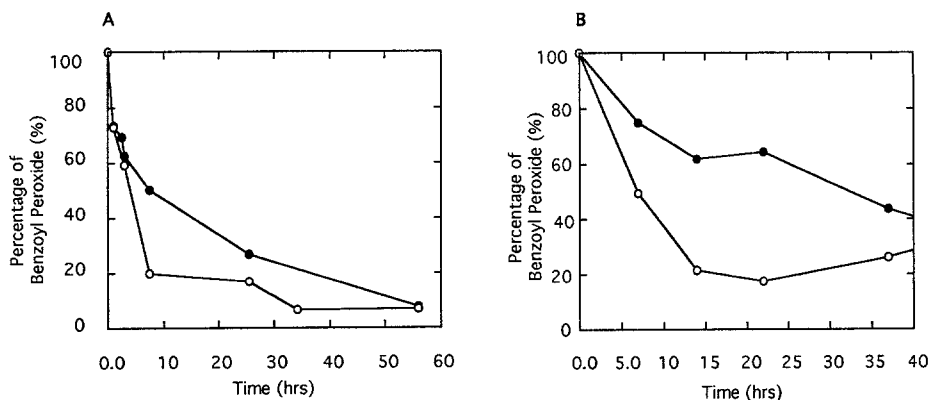 A
Percentage of
Benzoyl Peroxide (%)
100
80
60
40
20
0
0.0 10 20 30 40 50 60
Time (hrs)
B
Percentage of
Benzoyl Peroxide (%)
100
80
60
40
20
0
0.0 5.0 10 15 20 25 30 35 40
Time (hrs)